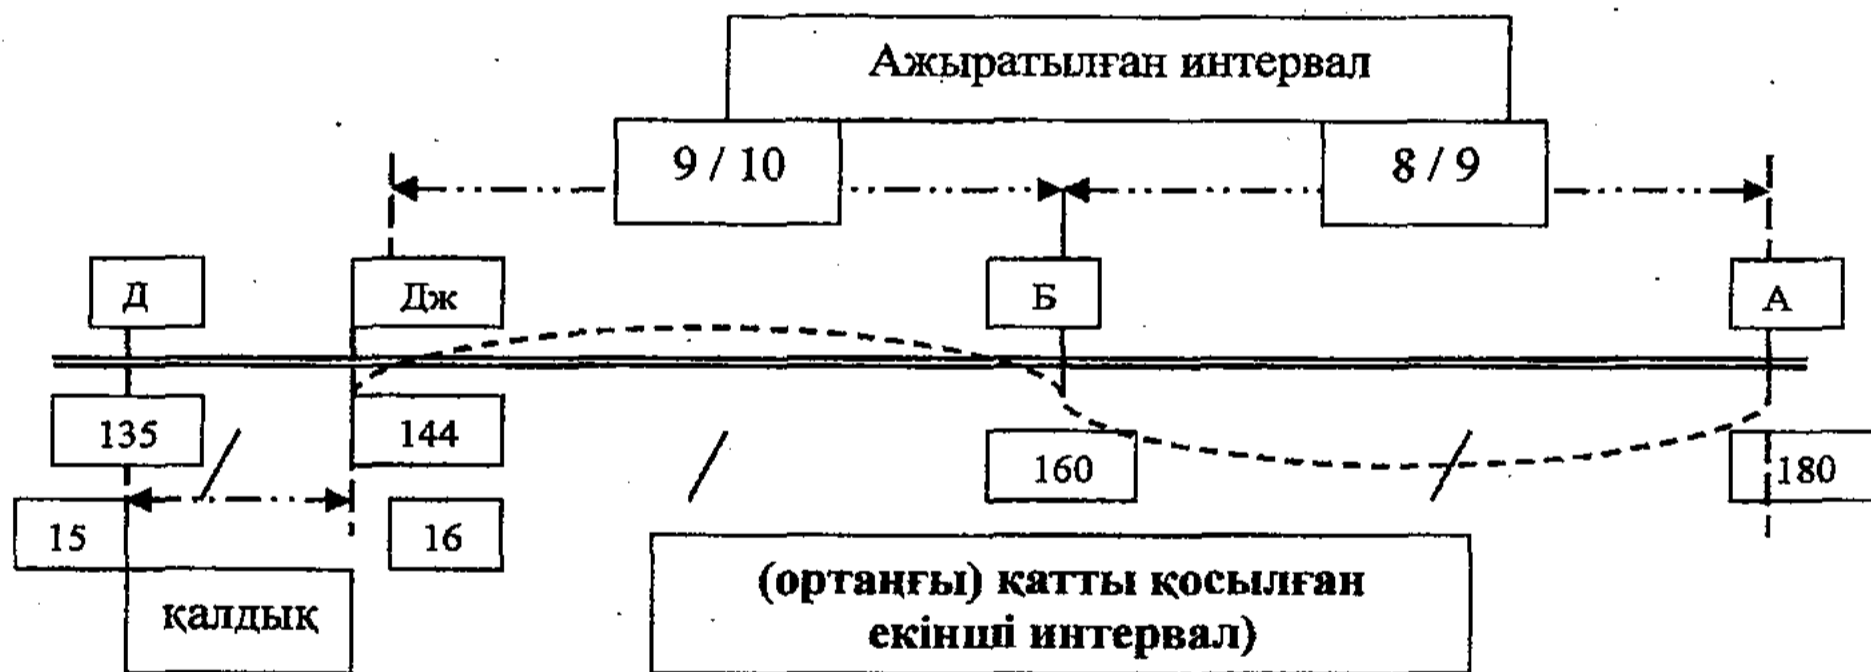 Ажыратылған интервал
9 / 10
8 / 9
Д
Дж
Б
А
135
144
160
180
15
16
қалдық
(ортаңғы) қатты қосылған
екінші интервал)